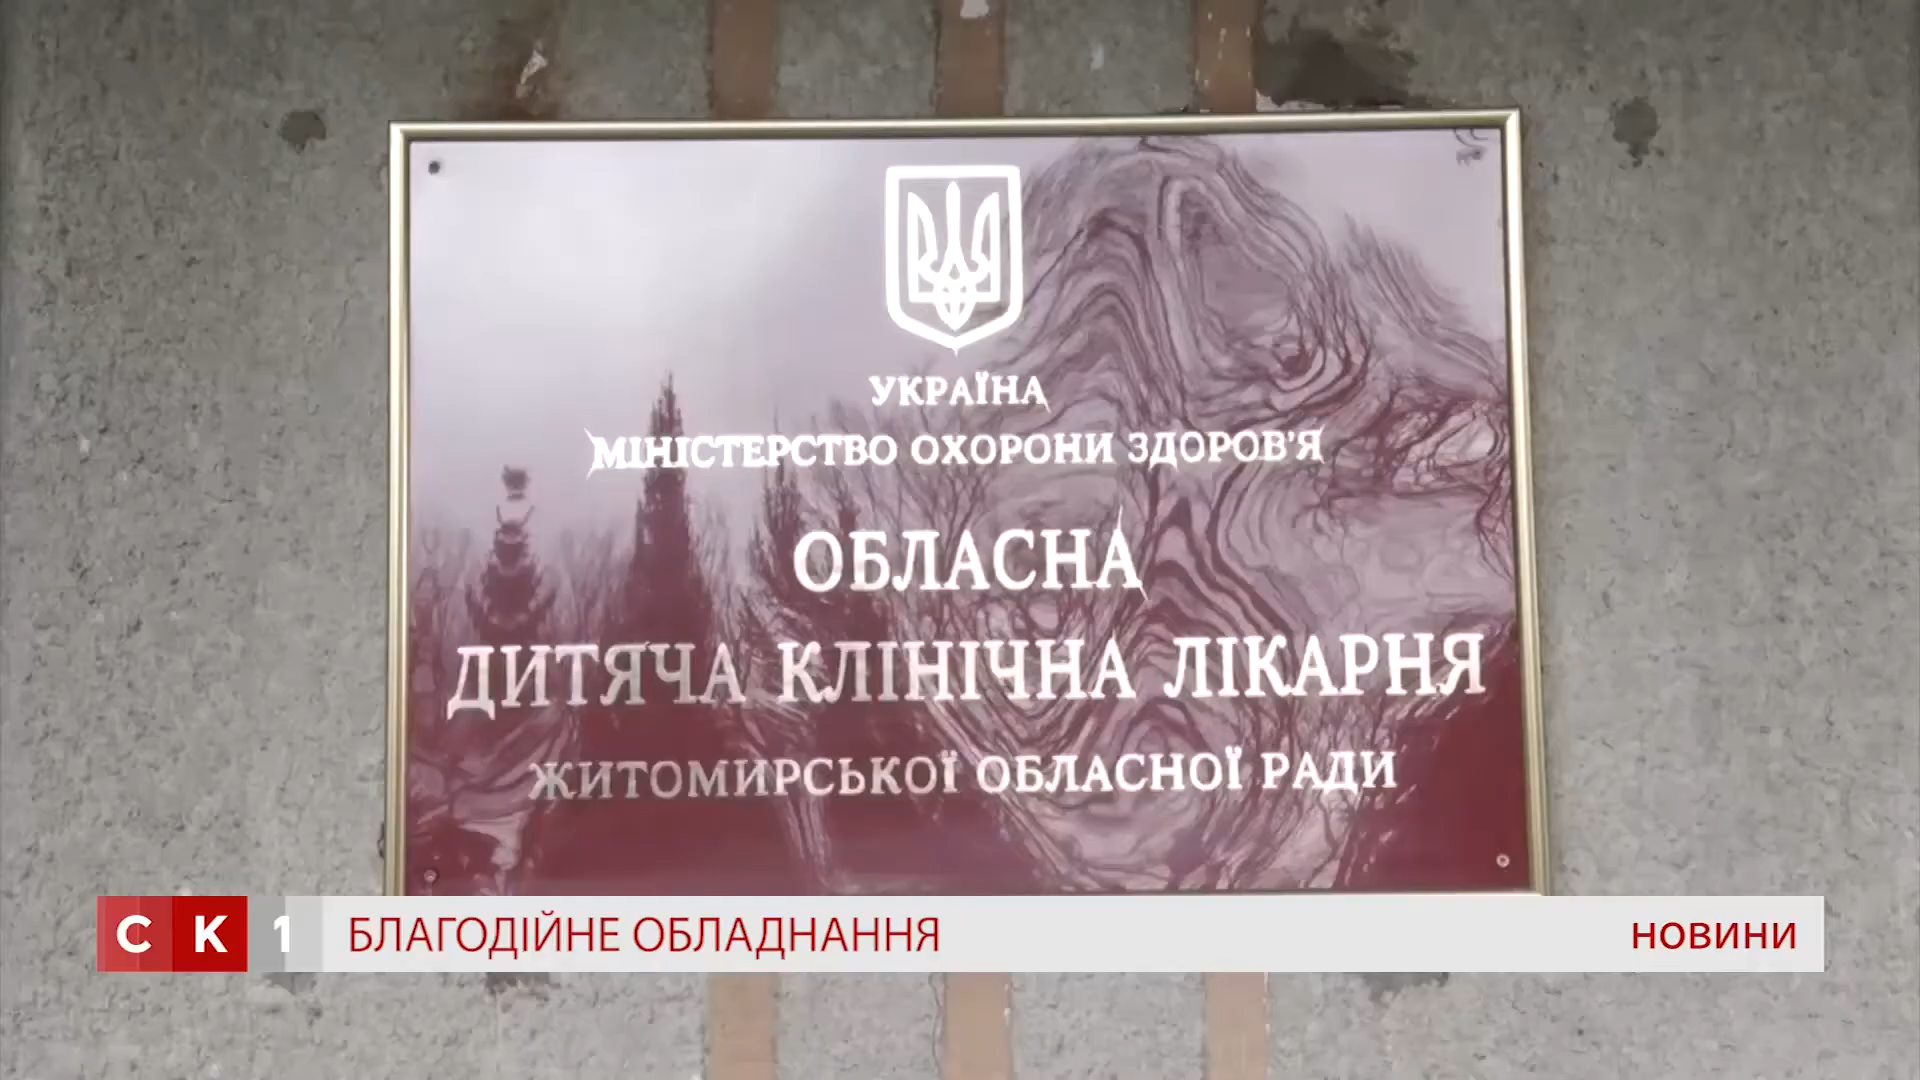 УКРАЇНА
МІНІСТЕРСТВО ОХОРОНИ ЗДОРОВ'Я
ОБЛАСНА
ДИТЯЧА КЛІНІЧНА ЛІКАРНЯ
ЖИТОМИРСЬКОЇ ОБЛАСНОЇ РАДИ
СК1 БЛАГОДІЙНЕ ОБЛАДНАННЯ НОВИНИ